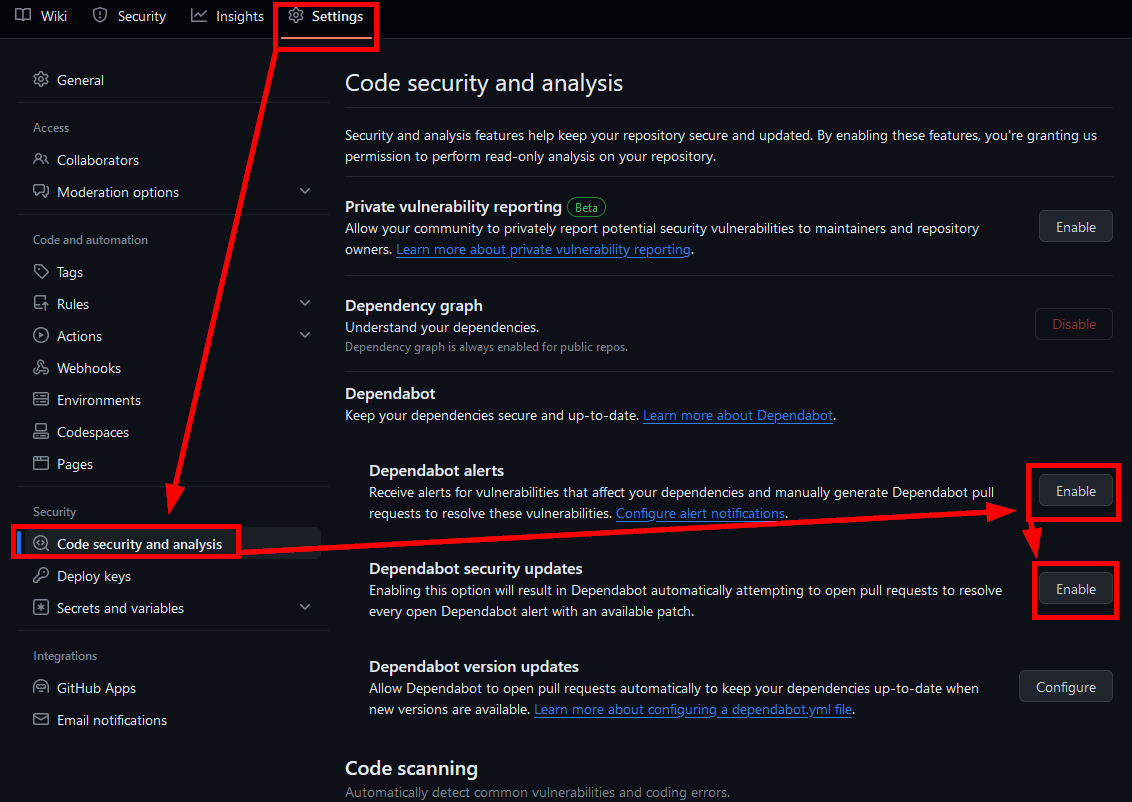 Wiki
Security
Insights
Settings
General
Access
Collaborators
Moderation options
Code and automation
Tags
Rules
Actions
Webhooks
Environments
Codespaces
Pages
Security
Code security and analysis
Deploy keys
Secrets and variables
Integrations
GitHub Apps
Email notifications
Code security and analysis
Security and analysis features help keep your repository secure and updated. By enabling these features, you're granting us
permission to perform read-only analysis on your repository.
Private vulnerability reporting Beta
Allow your community to privately report potential security vulnerabilities to maintainers and repository
owners. Learn more about private vulnerability reporting.
Enable
Dependency graph
Understand your dependencies.
Dependency graph is always enabled for public repos.
Disable
Dependabot
Keep your dependencies secure and up-to-date. Learn more about Dependabot.
Dependabot alerts
Receive alerts for vulnerabilities that affect your dependencies and manually generate Dependabot pull
requests to resolve these vulnerabilities. Configure alert notifications.
Enable
Dependabot security updates
Enabling this option will result in Dependabot automatically attempting to open pull requests to resolve
every open Dependabot alert with an available patch.
Enable
Dependabot version updates
Allow Dependabot to open pull requests automatically to keep your dependencies up-to-date when
new versions are available. Learn more about configuring a dependabot.yml file.
Configure
Code scanning
Automatically detect common vulnerabilities and coding errors.